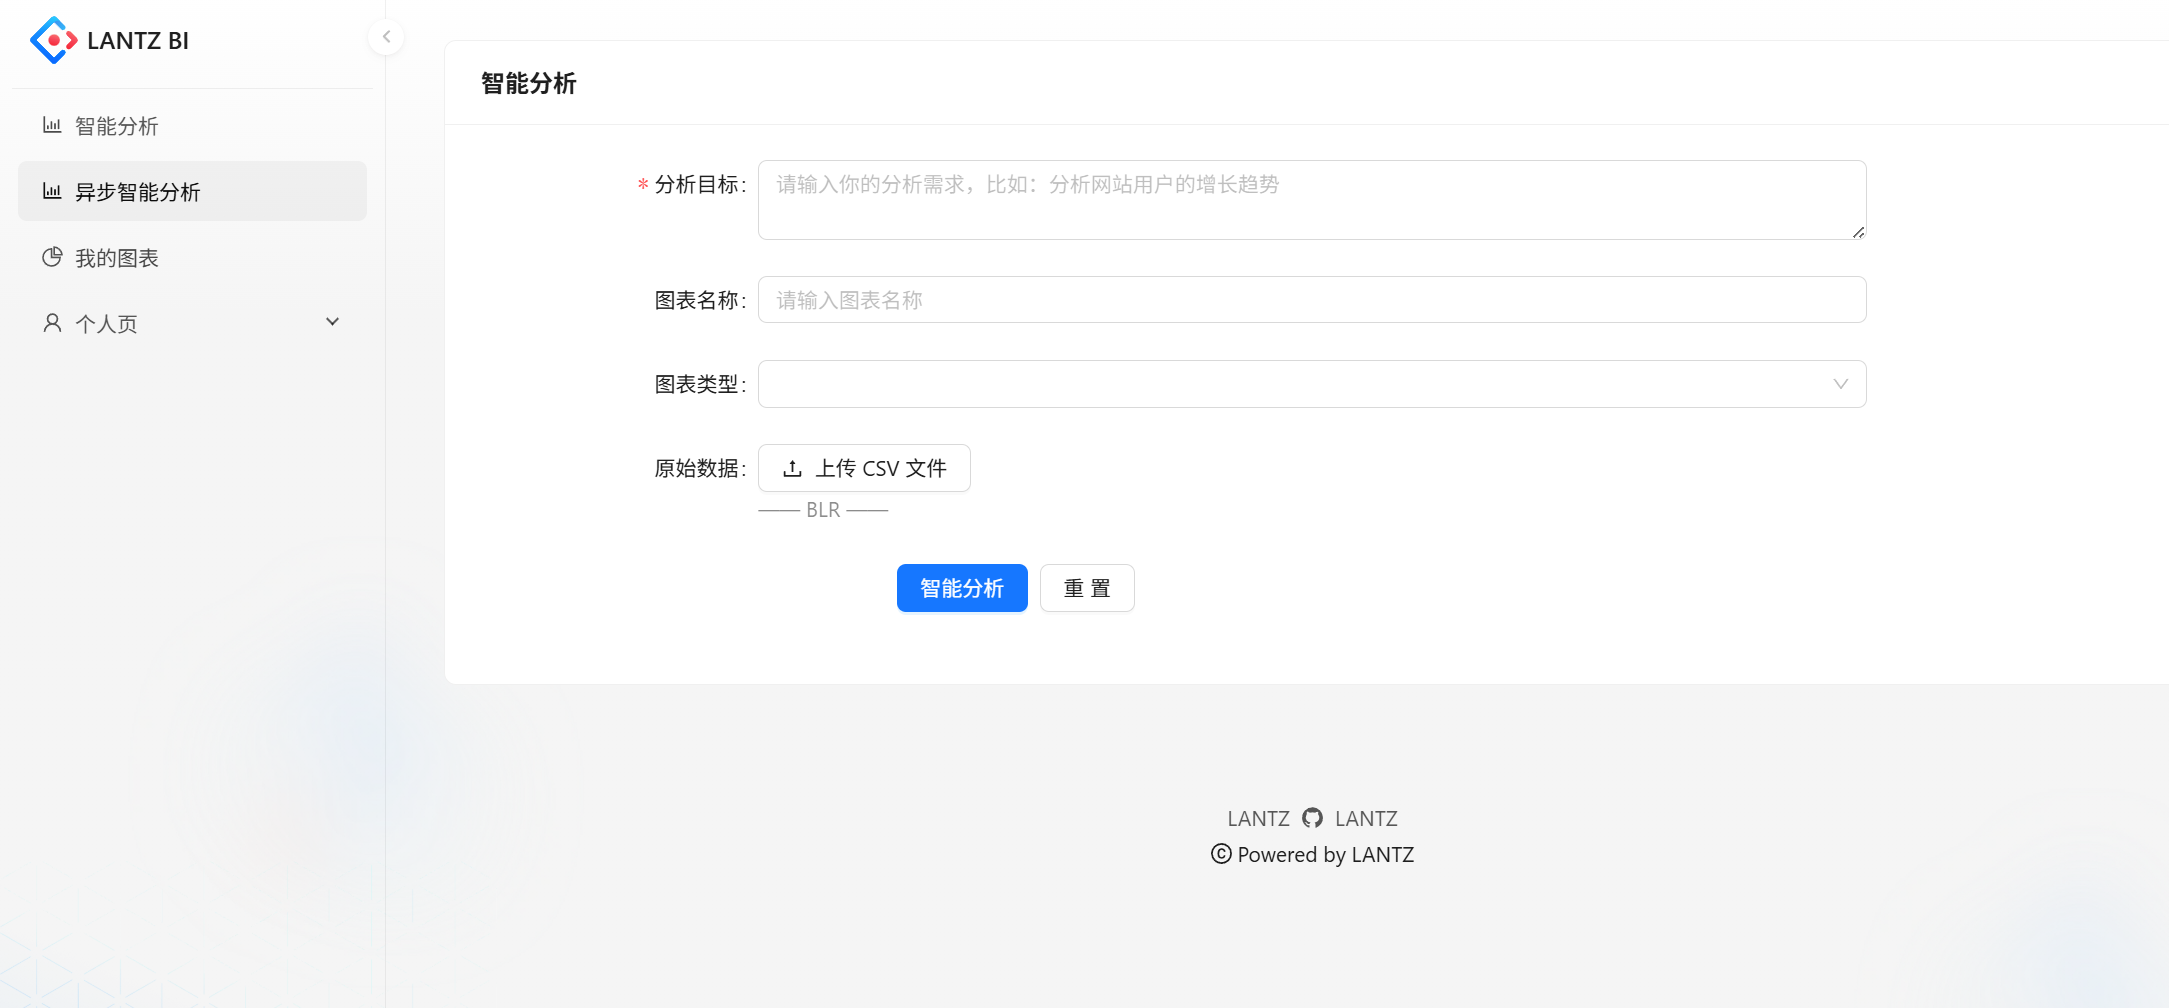 LANTZ BI
智能分析
异步智能分析
我的图表
个人页
智能分析
* 分析目标:
请输入你的分析需求，比如：分析网站用户的增长趋势
图表名称:
请输入图表名称
图表类型:
原始数据:
上传 CSV 文件
—— BLR ——
智能分析
重 置
LANTZ LANTZ
© Powered by LANTZ